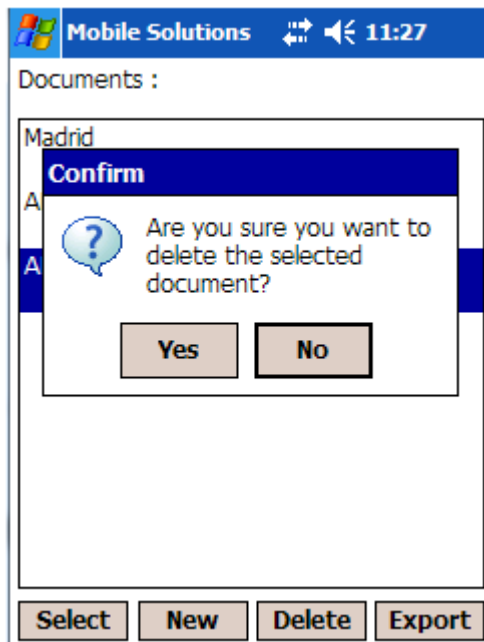 Mobile Solutions 11:27
Documents :
Madrid
Confirm
Are you sure you want to
delete the selected
document?
Yes No
Select New Delete Export